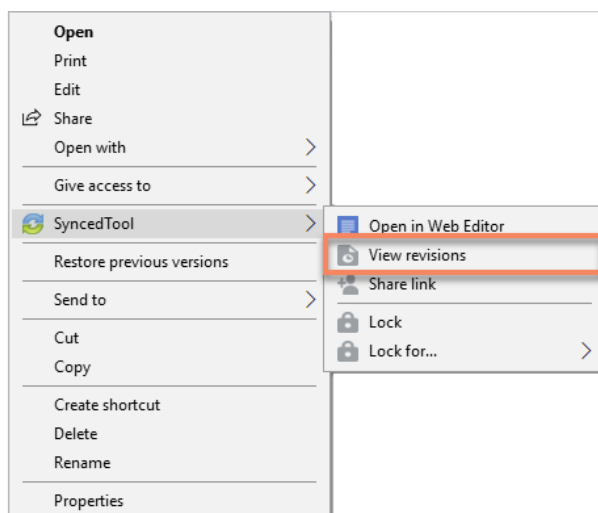 Open
Print
Edit
Share
Open with
Give access to
SyncedTool
Restore previous versions
Send to
Cut
Copy
Create shortcut
Delete
Rename
Properties
Open in Web Editor
View revisions
Share link
Lock
Lock for...